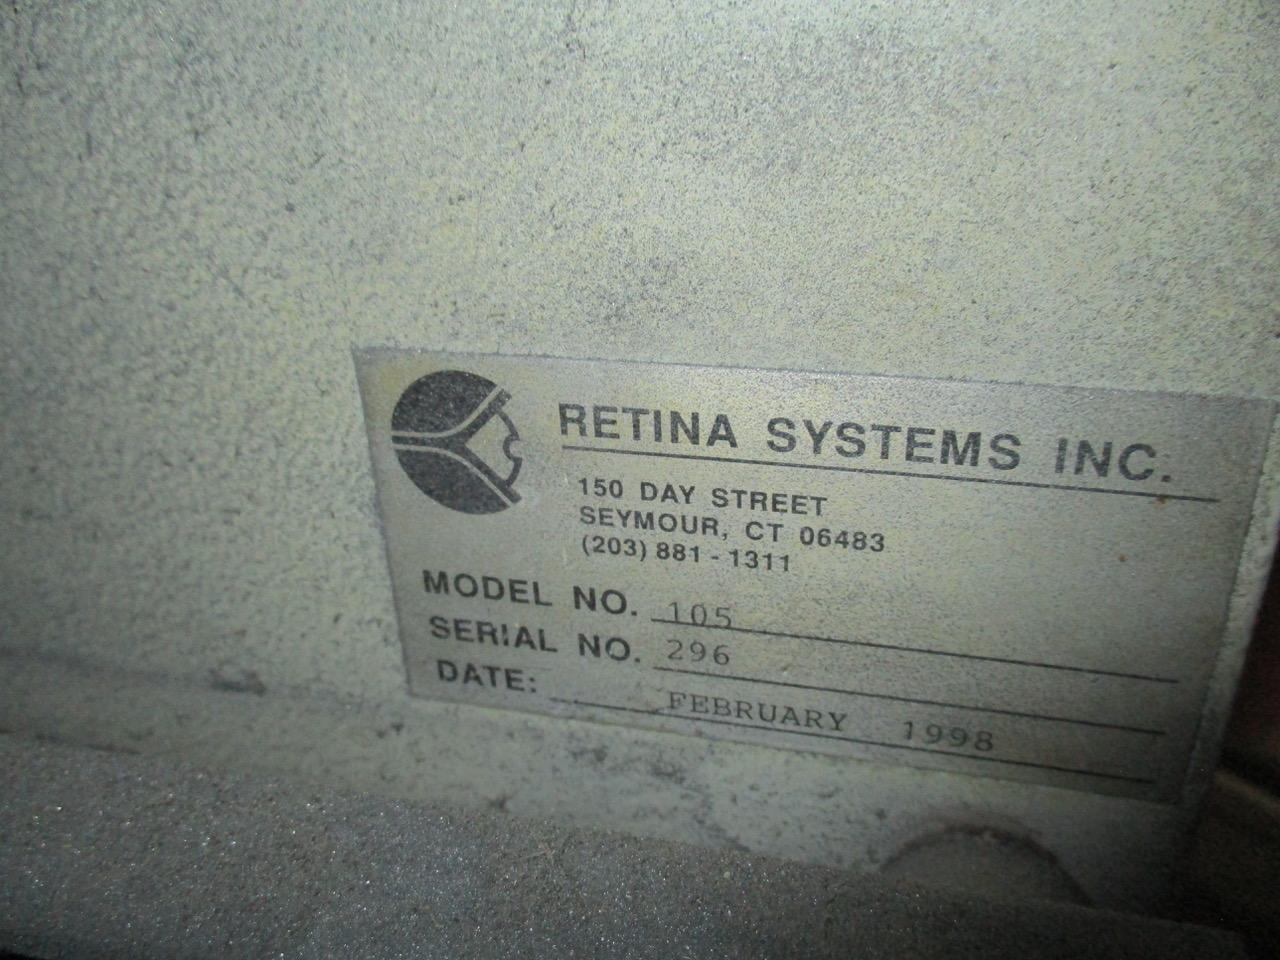 RETINA SYSTEMS INC.
150 DAY STREET
SEYMOUR, CT 06483
(203) 881-1311
MODEL NO. 105
SERIAL NO. 296
DATE: FEBRUARY 1998